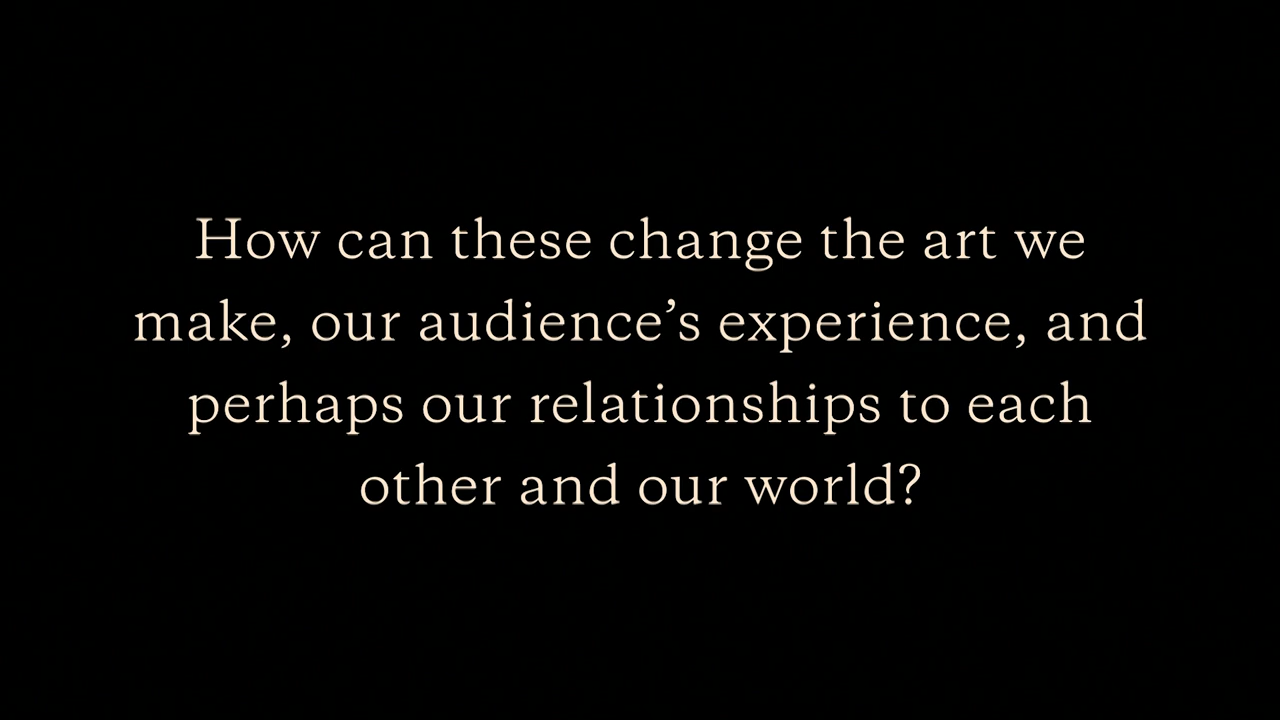 How can these change the art we
make, our audience’s experience, and
perhaps our relationships to each
other and our world?